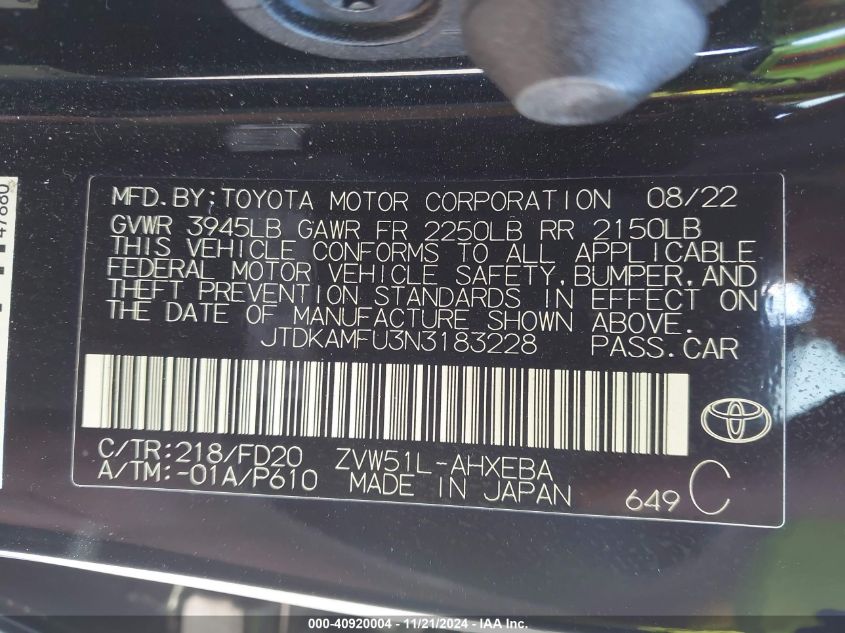 MFD.BY:TOYOTA MOTOR CORPORATION 08/22
GVWR 3945LB GAWR FR 2250LB RR 2150LB
THIS VEHICLE CONFORMS TO ALL APPLICABLE
FEDERAL MOTOR VEHICLE SAFETY,BUMPER,AND
THEFT PREVENTION STANDARDS IN EFFECT ON
THE DATE OF MANUFACTURE SHOWN ABOVE.
JTDKAMFU3N3183228 PASS.CAR
C/TR:218/FD20 ZVW51L-AHXEBA
A/TM:-01A/P610 MADE IN JAPAN 649 C
47880
000-40920004 - 11/21/2024 - IAA Holdings, Inc.